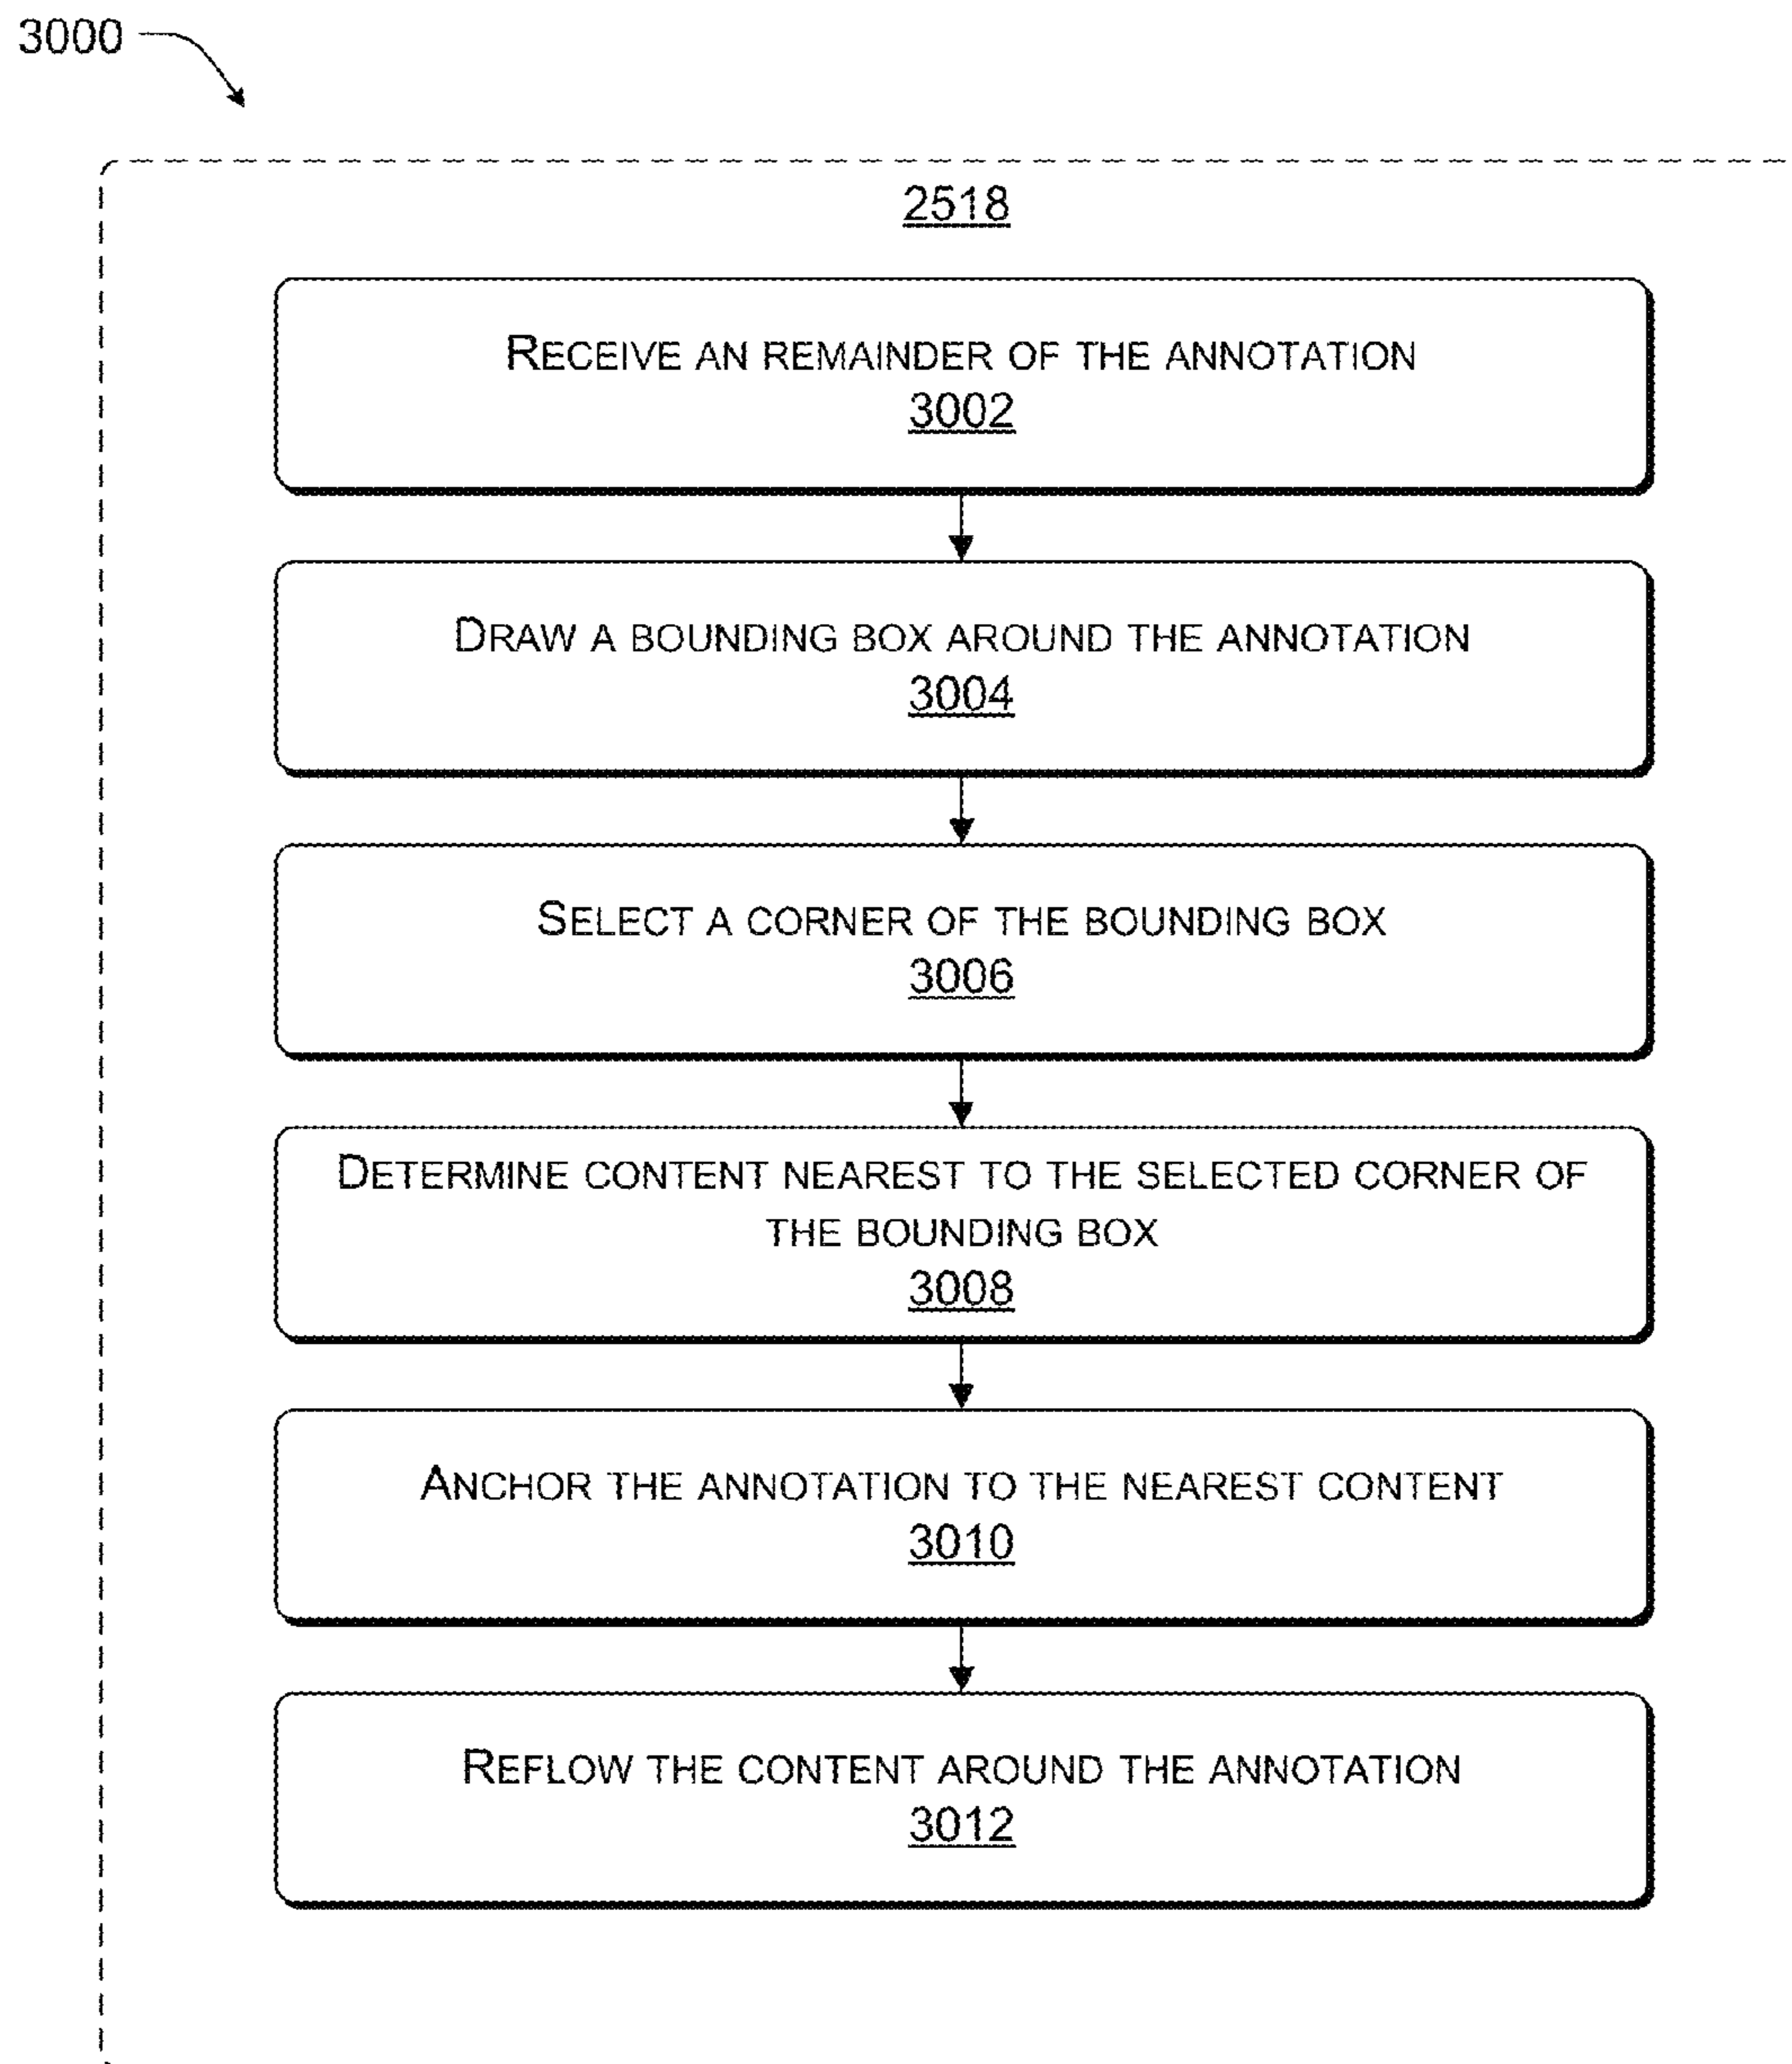 3000
2518
RECEIVE AN REMAINDER OF THE ANNOTATION
3002
DRAW A BOUNDING BOX AROUND THE ANNOTATION
3004
SELECT A CORNER OF THE BOUNDING BOX
3006
DETERMINE CONTENT NEAREST TO THE SELECTED CORNER OF
THE BOUNDING BOX
3008
ANCHOR THE ANNOTATION TO THE NEAREST CONTENT
3010
REFLOW THE CONTENT AROUND THE ANNOTATION
3012